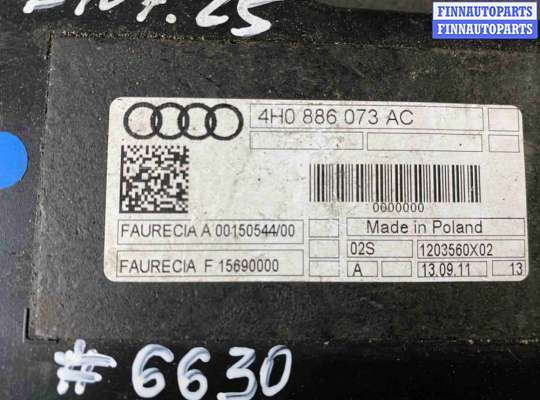 FINNAUTOPARTS
FINNAUTOPARTS
4H0 886 073 AC
0000000
FAURECIA A 00150544/00
Made in Poland
02S 1203560X02
FAURECIA F 15690000
A 13.09.11 13
#6630